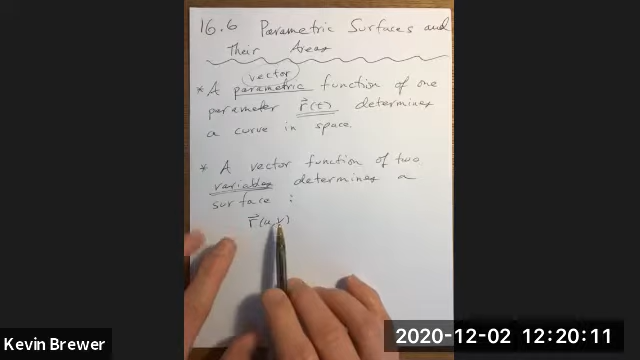 16.6 Parametric Surfaces and
Their Areas
vector
* A parametric function of one
parameter r⃗(t) determines
a curve in space.
* A vector function of two
variables determines a
surface :
r⃗(u,v)
Kevin Brewer
2020-12-02 12:20:11